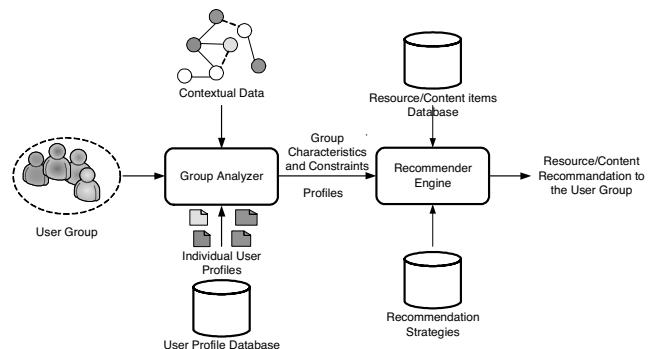 Contextual Data
Resource/Content items
Database
Group
Characteristics
and Constraints
Profiles
Group Analyzer
Recommender
Engine
Resource/Content
Recommandation to
the User Group
User Group
Individual User
Profiles
User Profile Database
Recommendation
Strategies